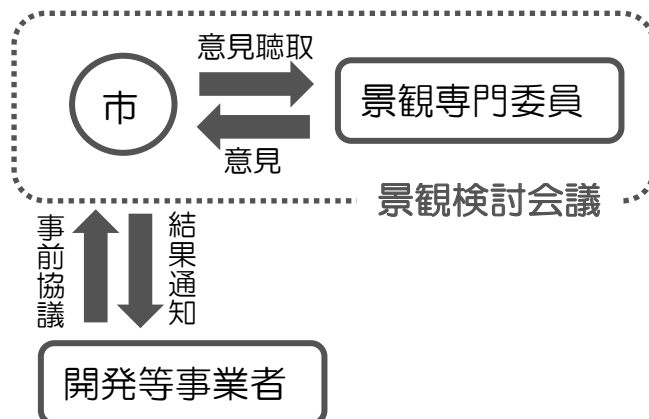 意見聴取
市
景観専門委員
意見
景観検討会議
事前協議
結果通知
開発等事業者